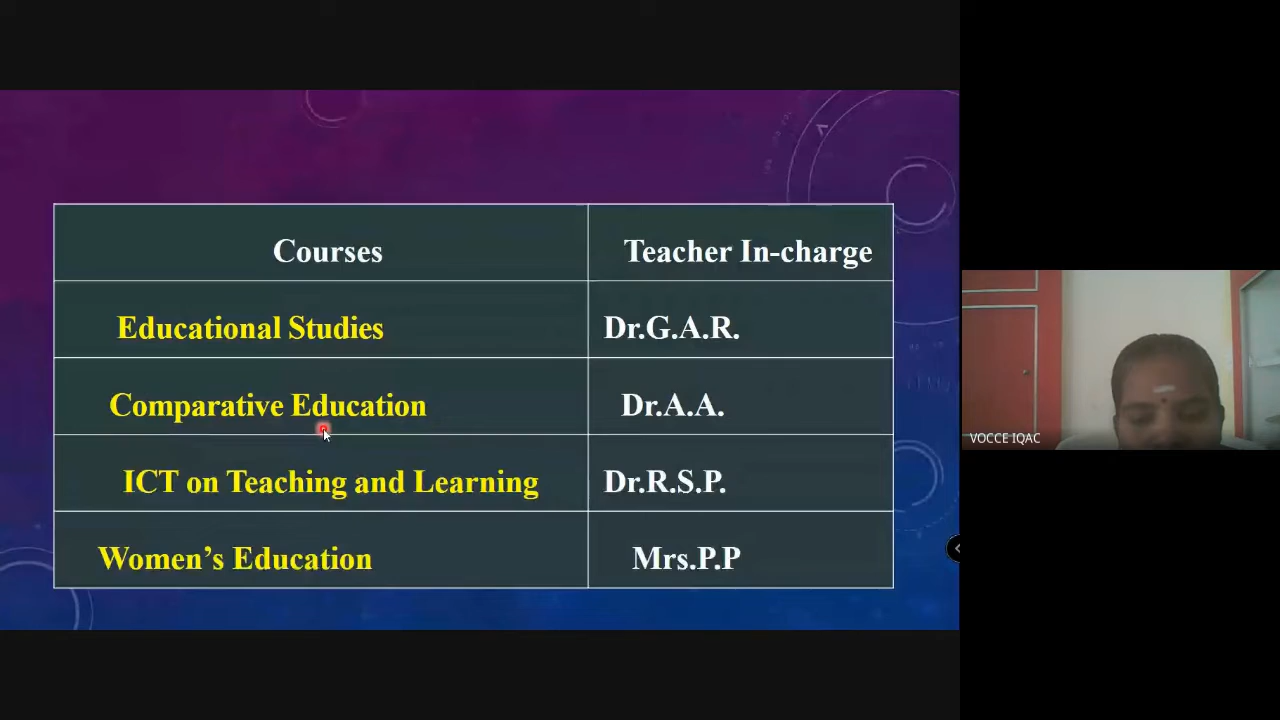 Courses Teacher In-charge
Educational Studies Dr.G.A.R.
Comparative Education Dr.A.A.
ICT on Teaching and Learning Dr.R.S.P.
Women’s Education Mrs.P.P
VOCCE IQAC